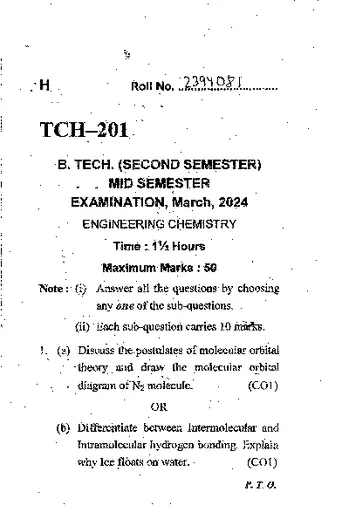 H Roll No. 2394081
TCH–201
B. TECH. (SECOND SEMESTER)
MID SEMESTER
EXAMINATION, March, 2024
ENGINEERING CHEMISTRY
Time : 1½ Hours
Maximum Marks : 50
Note : (i) Answer all the questions by choosing
any one of the sub-questions.
(ii) Each sub-question carries 10 marks.
1. (a) Discuss the postulates of molecular orbital
theory and draw the molecular orbital
diagram of N₂ molecule. (CO1)
OR
(b) Differentiate between Intermolecular and
Intramolecular hydrogen bonding. Explain
why Ice floats on water. (CO1)
P. T. O.